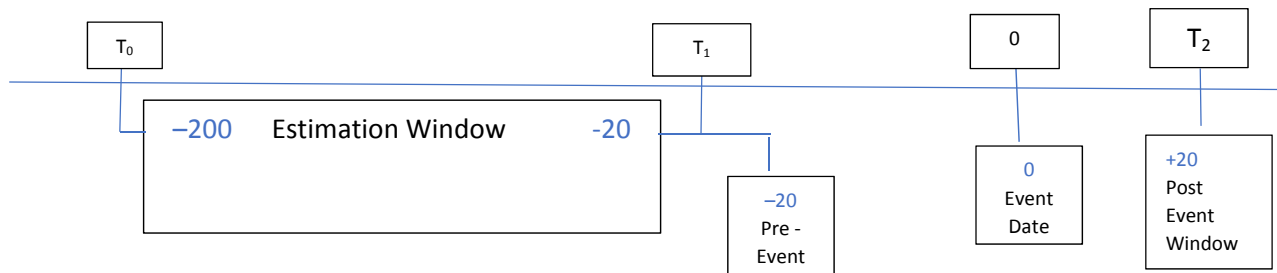 T₀
T₁
0
T₂
–200 Estimation Window -20
–20
Pre -
Event
0
Event
Date
+20
Post
Event
Window